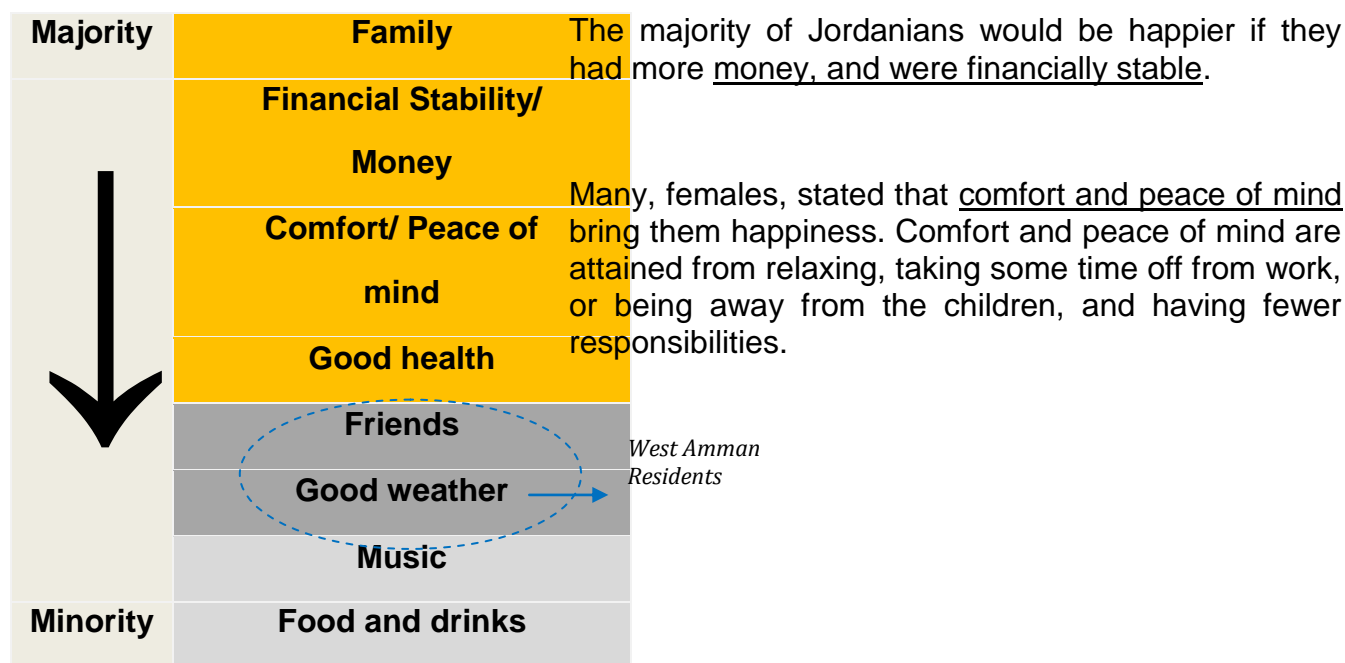 Majority
Family
Financial Stability/
Money
Comfort/ Peace of
mind
Good health
Friends
Good weather
Music
Minority
Food and drinks
The majority of Jordanians would be happier if they
had more money, and were financially stable.
Many, females, stated that comfort and peace of mind
bring them happiness. Comfort and peace of mind are
attained from relaxing, taking some time off from work,
or being away from the children, and having fewer
responsibilities.
West Amman
Residents